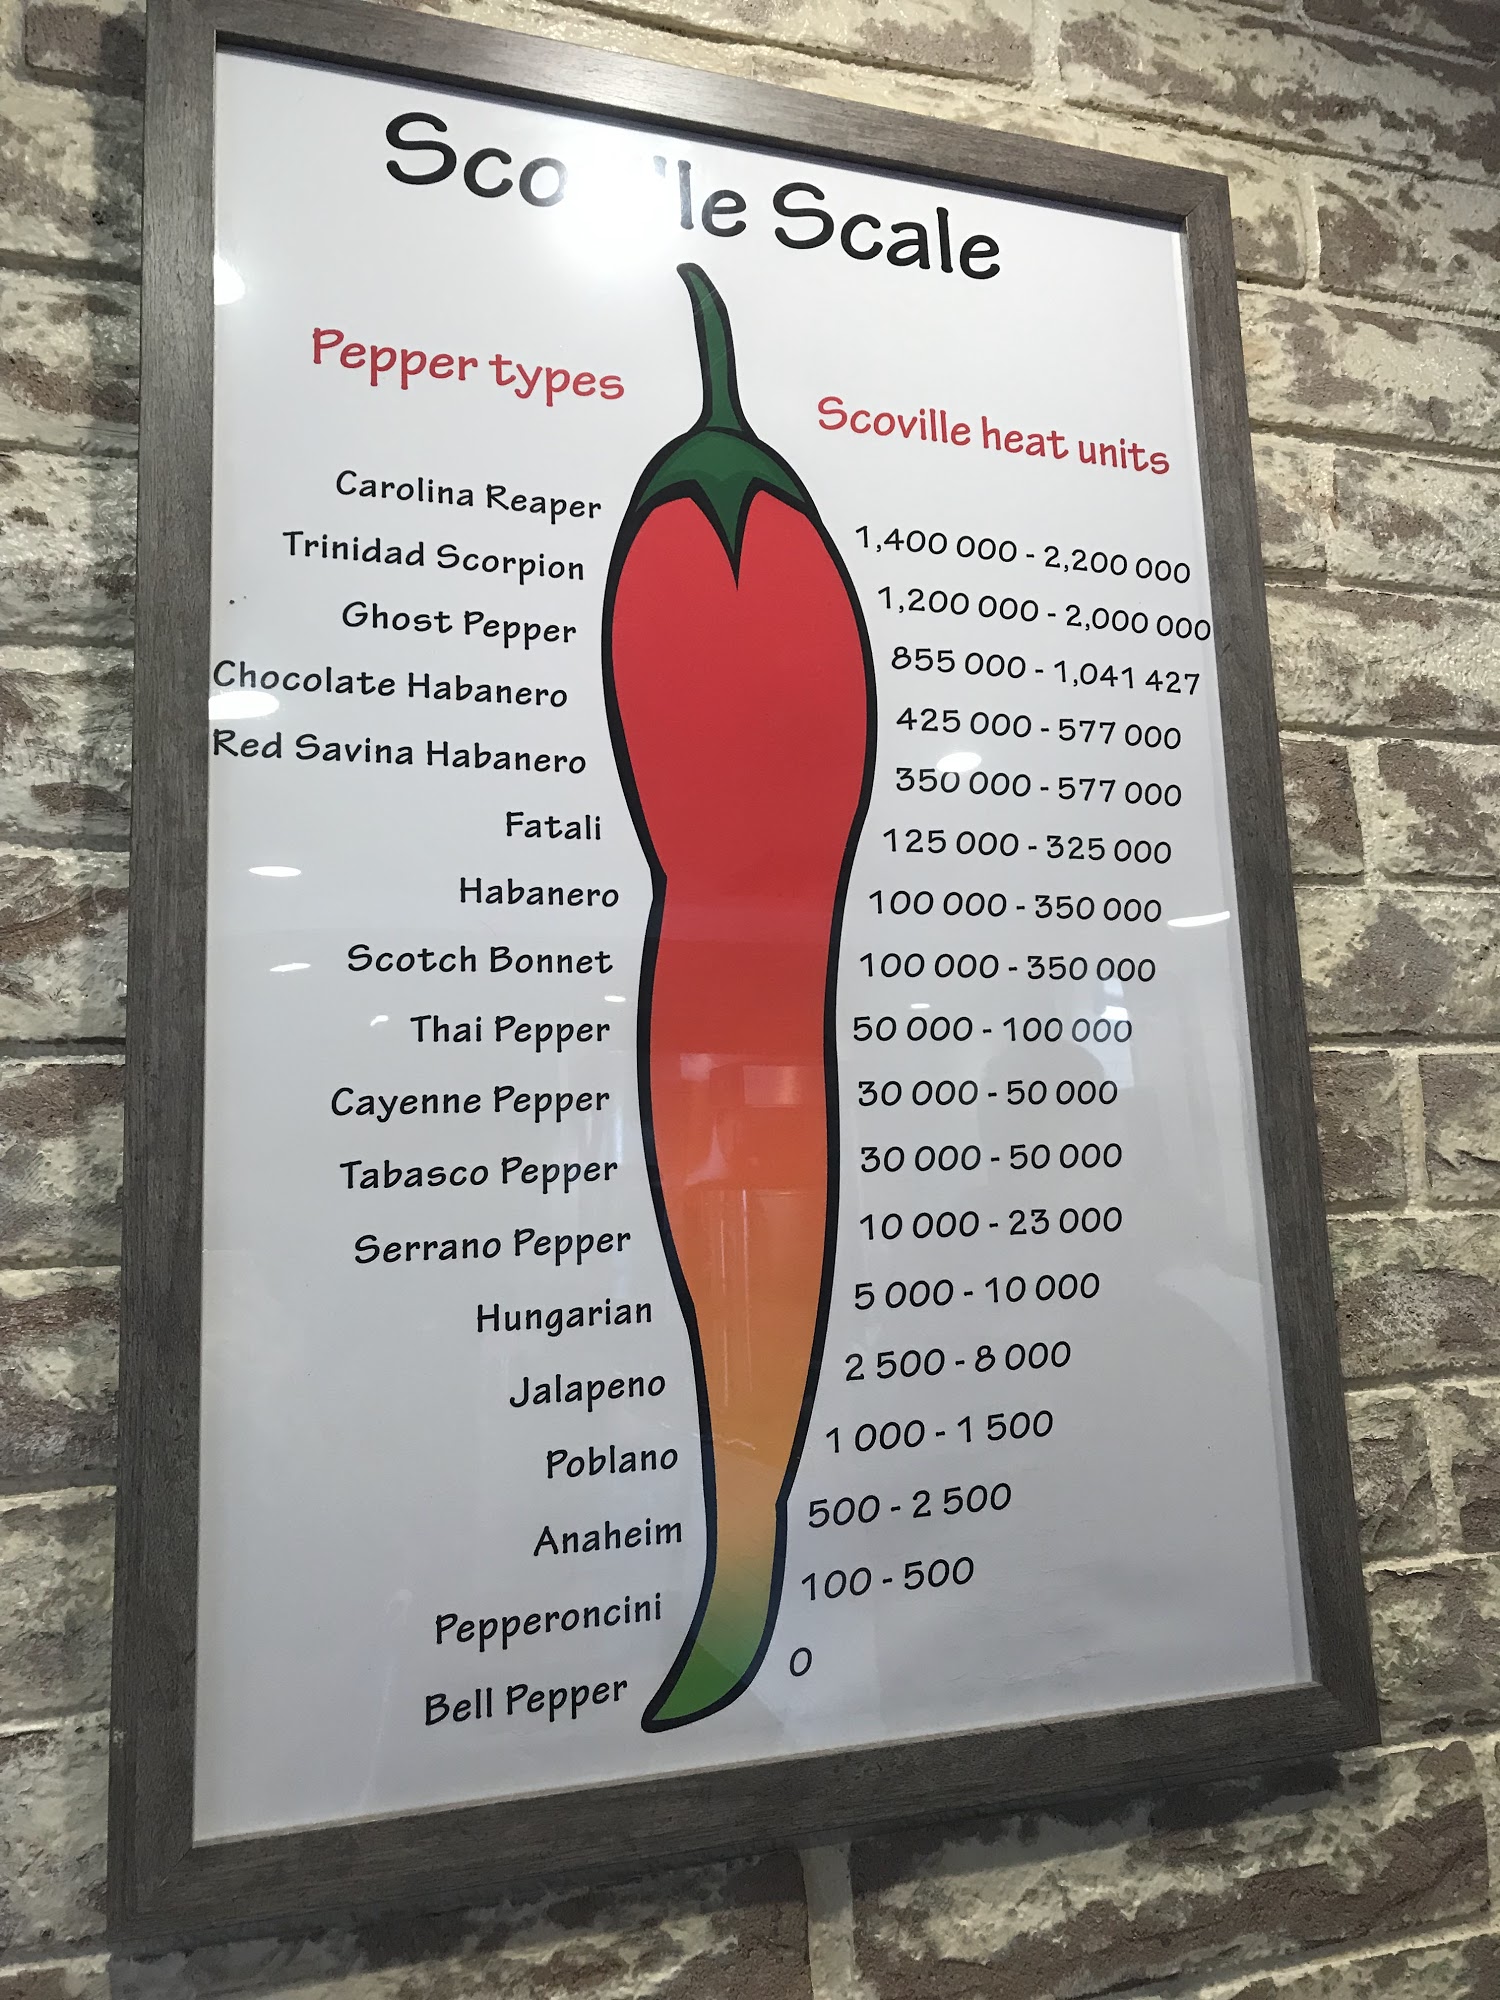 Scale
Pepper types
Scoville heat units
Carolina Reaper 1,400 000 - 2,200 000
Trinidad Scorpion 1,200 000 - 2,000 000
Ghost Pepper 855 000 - 1,041 427
Chocolate Habanero 425 000 - 577 000
Red Savina Habanero 350 000 - 577 000
Fatali 125 000 - 325 000
Habanero 100 000 - 350 000
Scotch Bonnet 100 000 - 350 000
Thai Pepper 50 000 - 100 000
Cayenne Pepper 30 000 - 50 000
Tabasco Pepper 30 000 - 50 000
Serrano Pepper 10 000 - 23 000
Hungarian 5 000 - 10 000
Jalapeno 2 500 - 8 000
Poblano 1 000 - 1 500
Anaheim 500 - 2 500
Pepperoncini 100 - 500
Bell Pepper 0